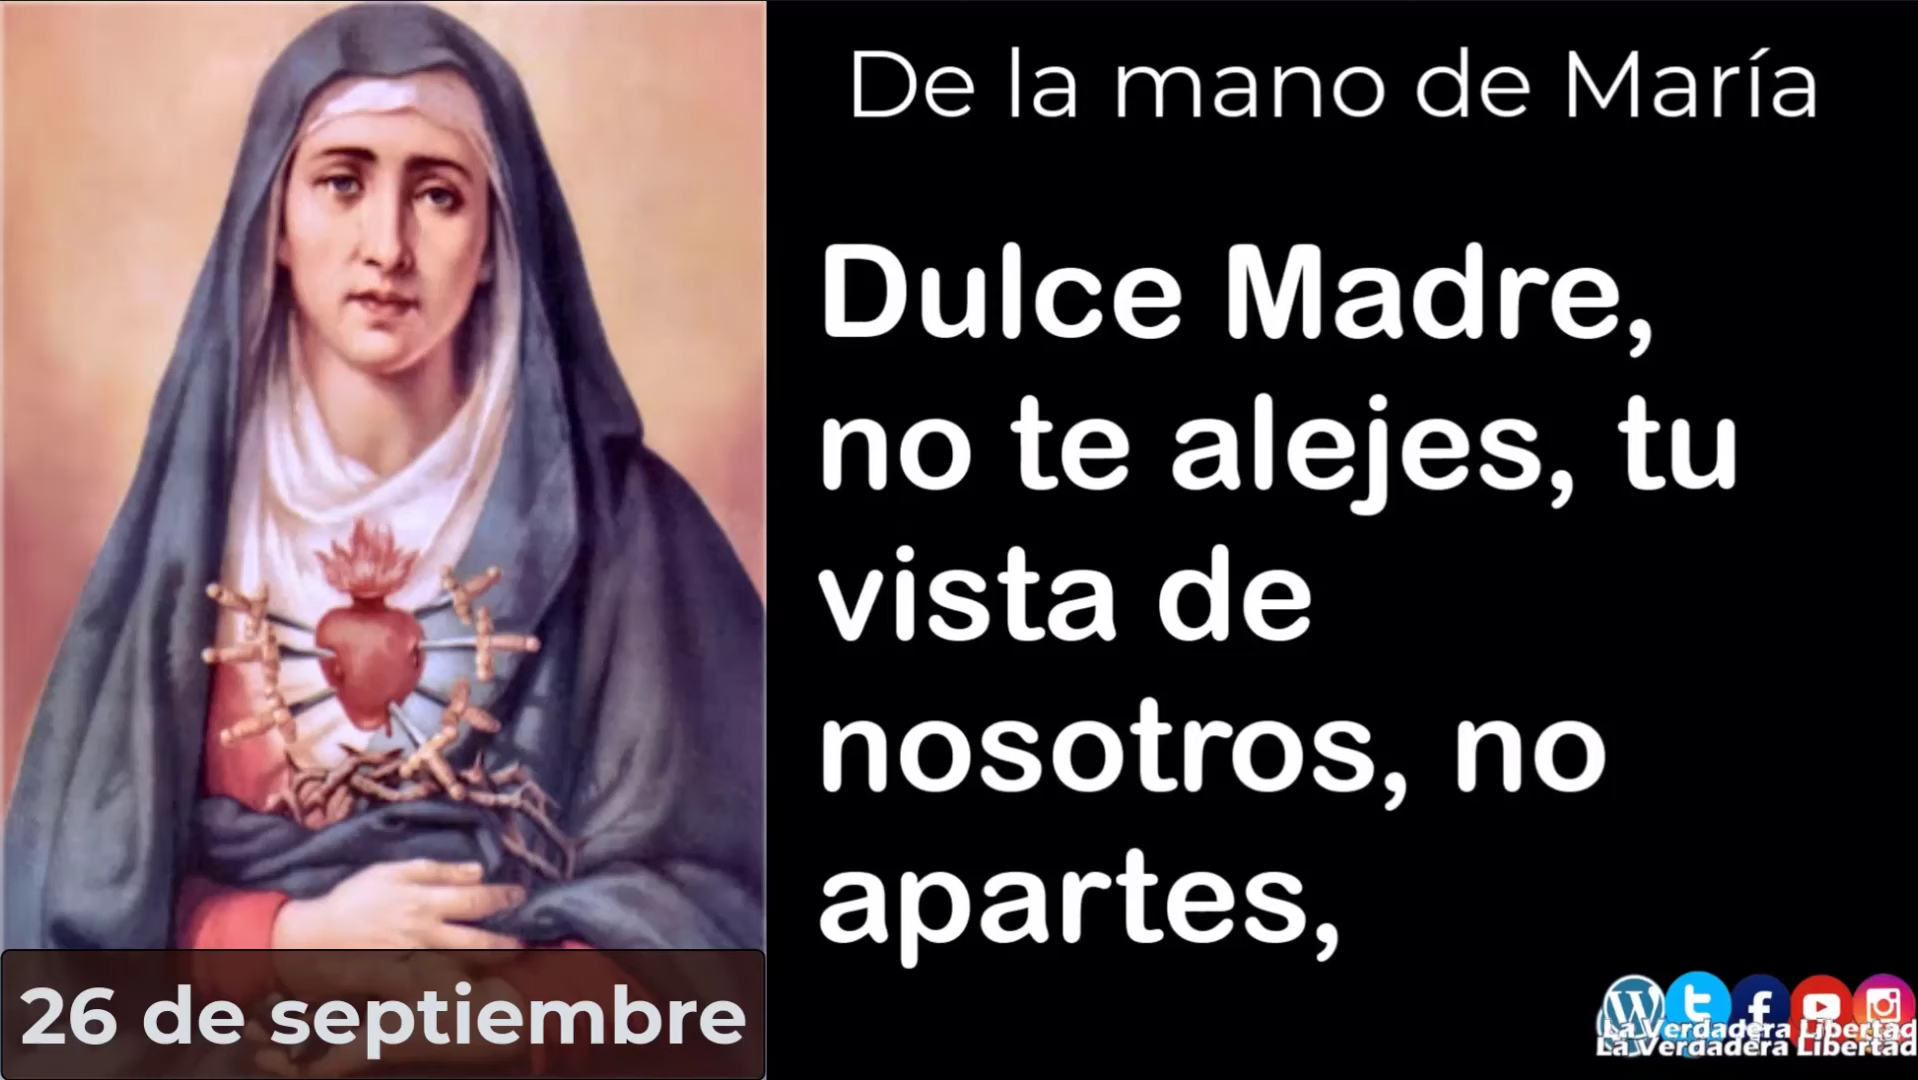 De la mano de María
Dulce Madre,
no te alejes, tu
vista de
nosotros, no
apartes,
26 de septiembre
La Verdadera Libertad
La Verdadera Libertad